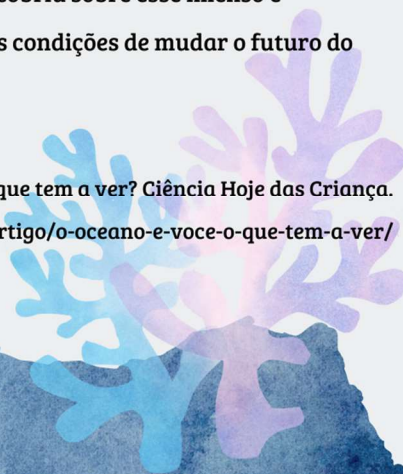 s condições de mudar o futuro do
que tem a ver? Ciência Hoje das Criança.
rtigo/o-oceano-e-voce-o-que-tem-a-ver/